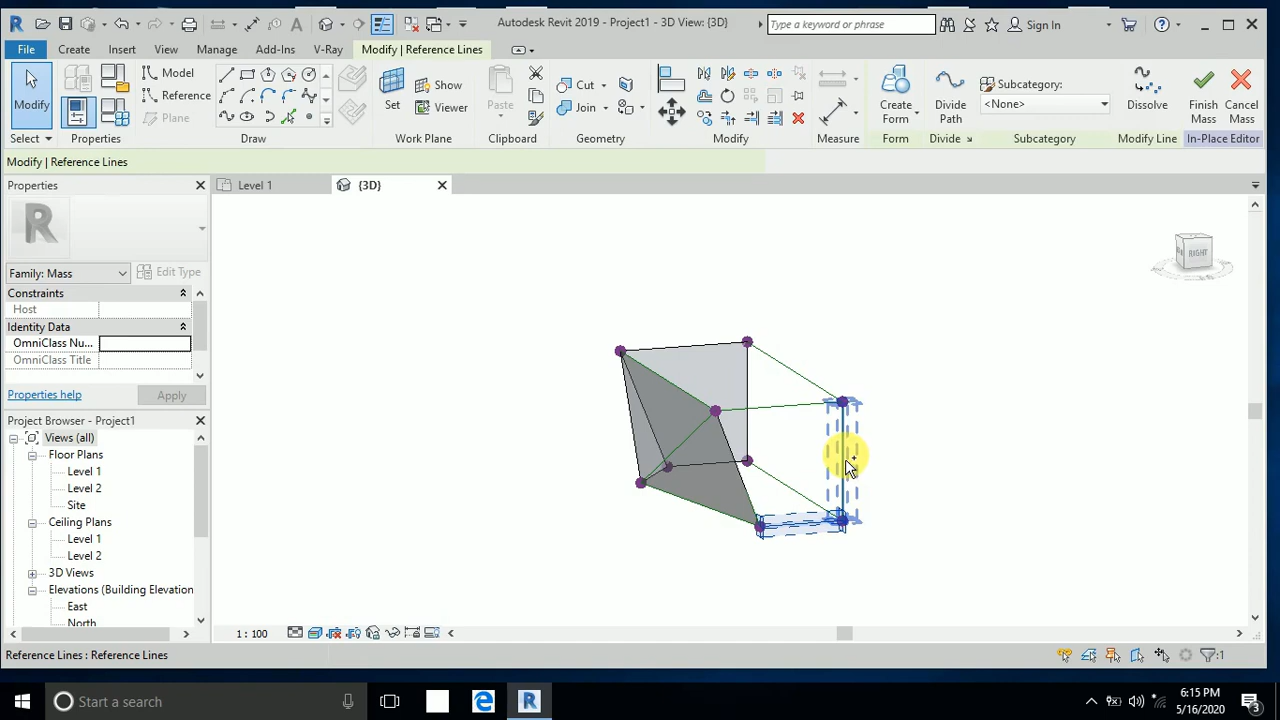 Autodesk Revit 2019 - Project1 - 3D View: {3D}
Type a keyword or phrase
Sign In
File Create Insert View Manage Add-Ins V-Ray Modify | Reference Lines
Modify
Select
Properties
Model
Reference
Plane
Draw
Set
Show
Viewer
Work Plane
Paste
Clipboard
Cut
Join
Geometry
Modify
Measure
Create
Form
Form
Divide
Path
Divide
Subcategory:
<None>
Subcategory
Dissolve
Modify Line
Finish
Mass
Cancel
Mass
In-Place Editor
Modify | Reference Lines
Properties
Level 1
{3D}
R
Family: Mass
Edit Type
Constraints
Host
Identity Data
OmniClass Nu...
OmniClass Title
Properties help
Apply
Project Browser - Project1
Views (all)
Floor Plans
Level 1
Level 2
Site
Ceiling Plans
Level 1
Level 2
3D Views
Elevations (Building Elevation
East
North
RIGHT
1 : 100
Reference Lines : Reference Lines
:1
Start a search
6:15 PM
5/16/2020
3